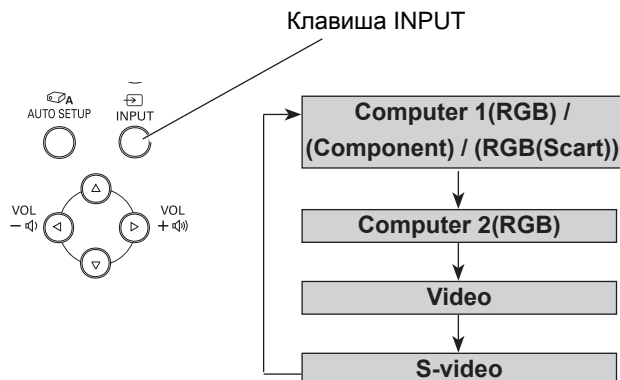 Клавиша INPUT
A
AUTO SETUP
INPUT
VOL
–
VOL
+
Computer 1(RGB) /
(Component) / (RGB(Scart))
Computer 2(RGB)
Video
S-video